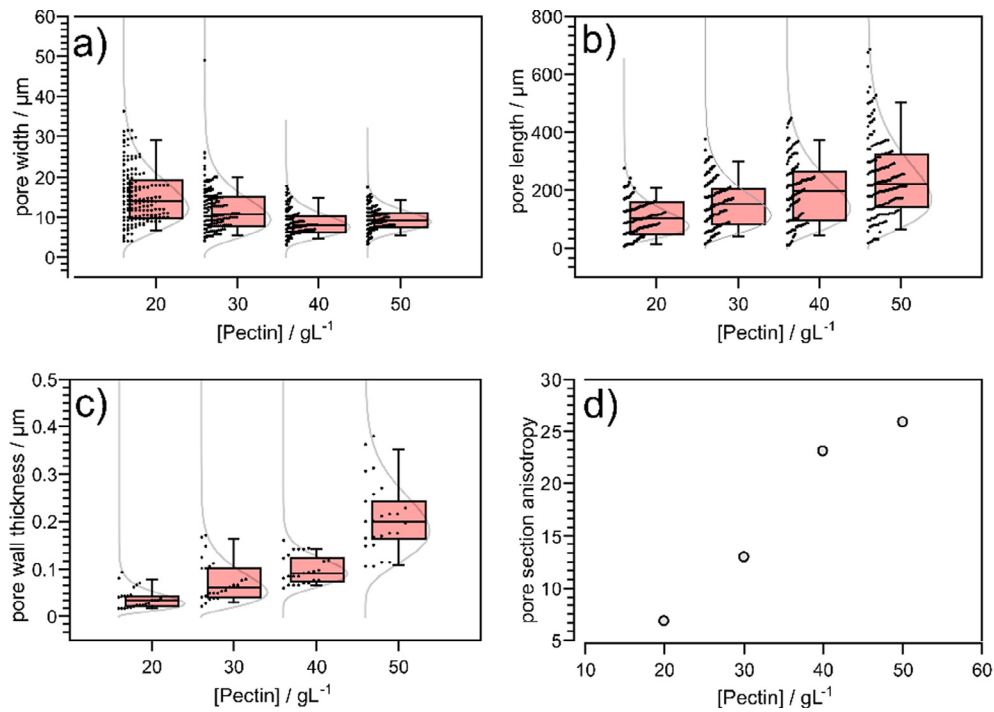 a)
60
50
40
30
20
10
0
pore width / µm
20 30 40 50
[Pectin] / gL⁻¹
b)
800
600
400
200
0
pore length / µm
20 30 40 50
[Pectin] / gL⁻¹
c)
0.5
0.4
0.3
0.2
0.1
0
pore wall thickness / µm
20 30 40 50
[Pectin] / gL⁻¹
d)
30
25
20
15
10
5
pore section anisotropy
10 20 30 40 50 60
[Pectin] / gL⁻¹